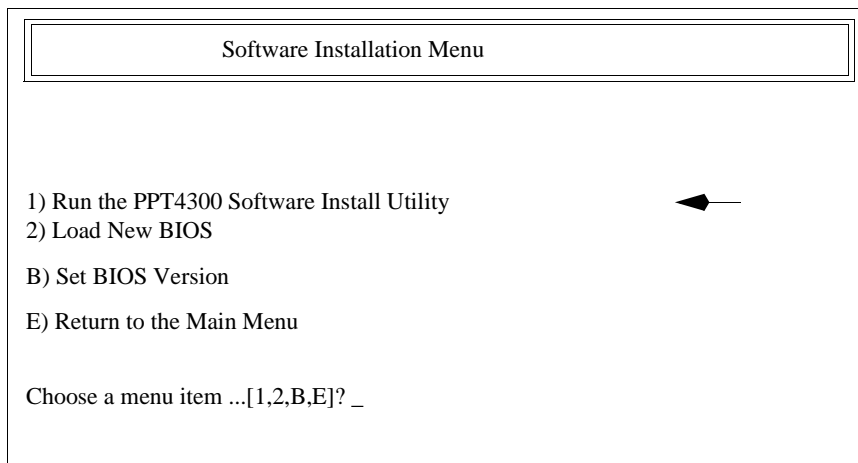 Software Installation Menu
1) Run the PPT4300 Software Install Utility
2) Load New BIOS
B) Set BIOS Version
E) Return to the Main Menu
Choose a menu item ...[1,2,B,E]? _